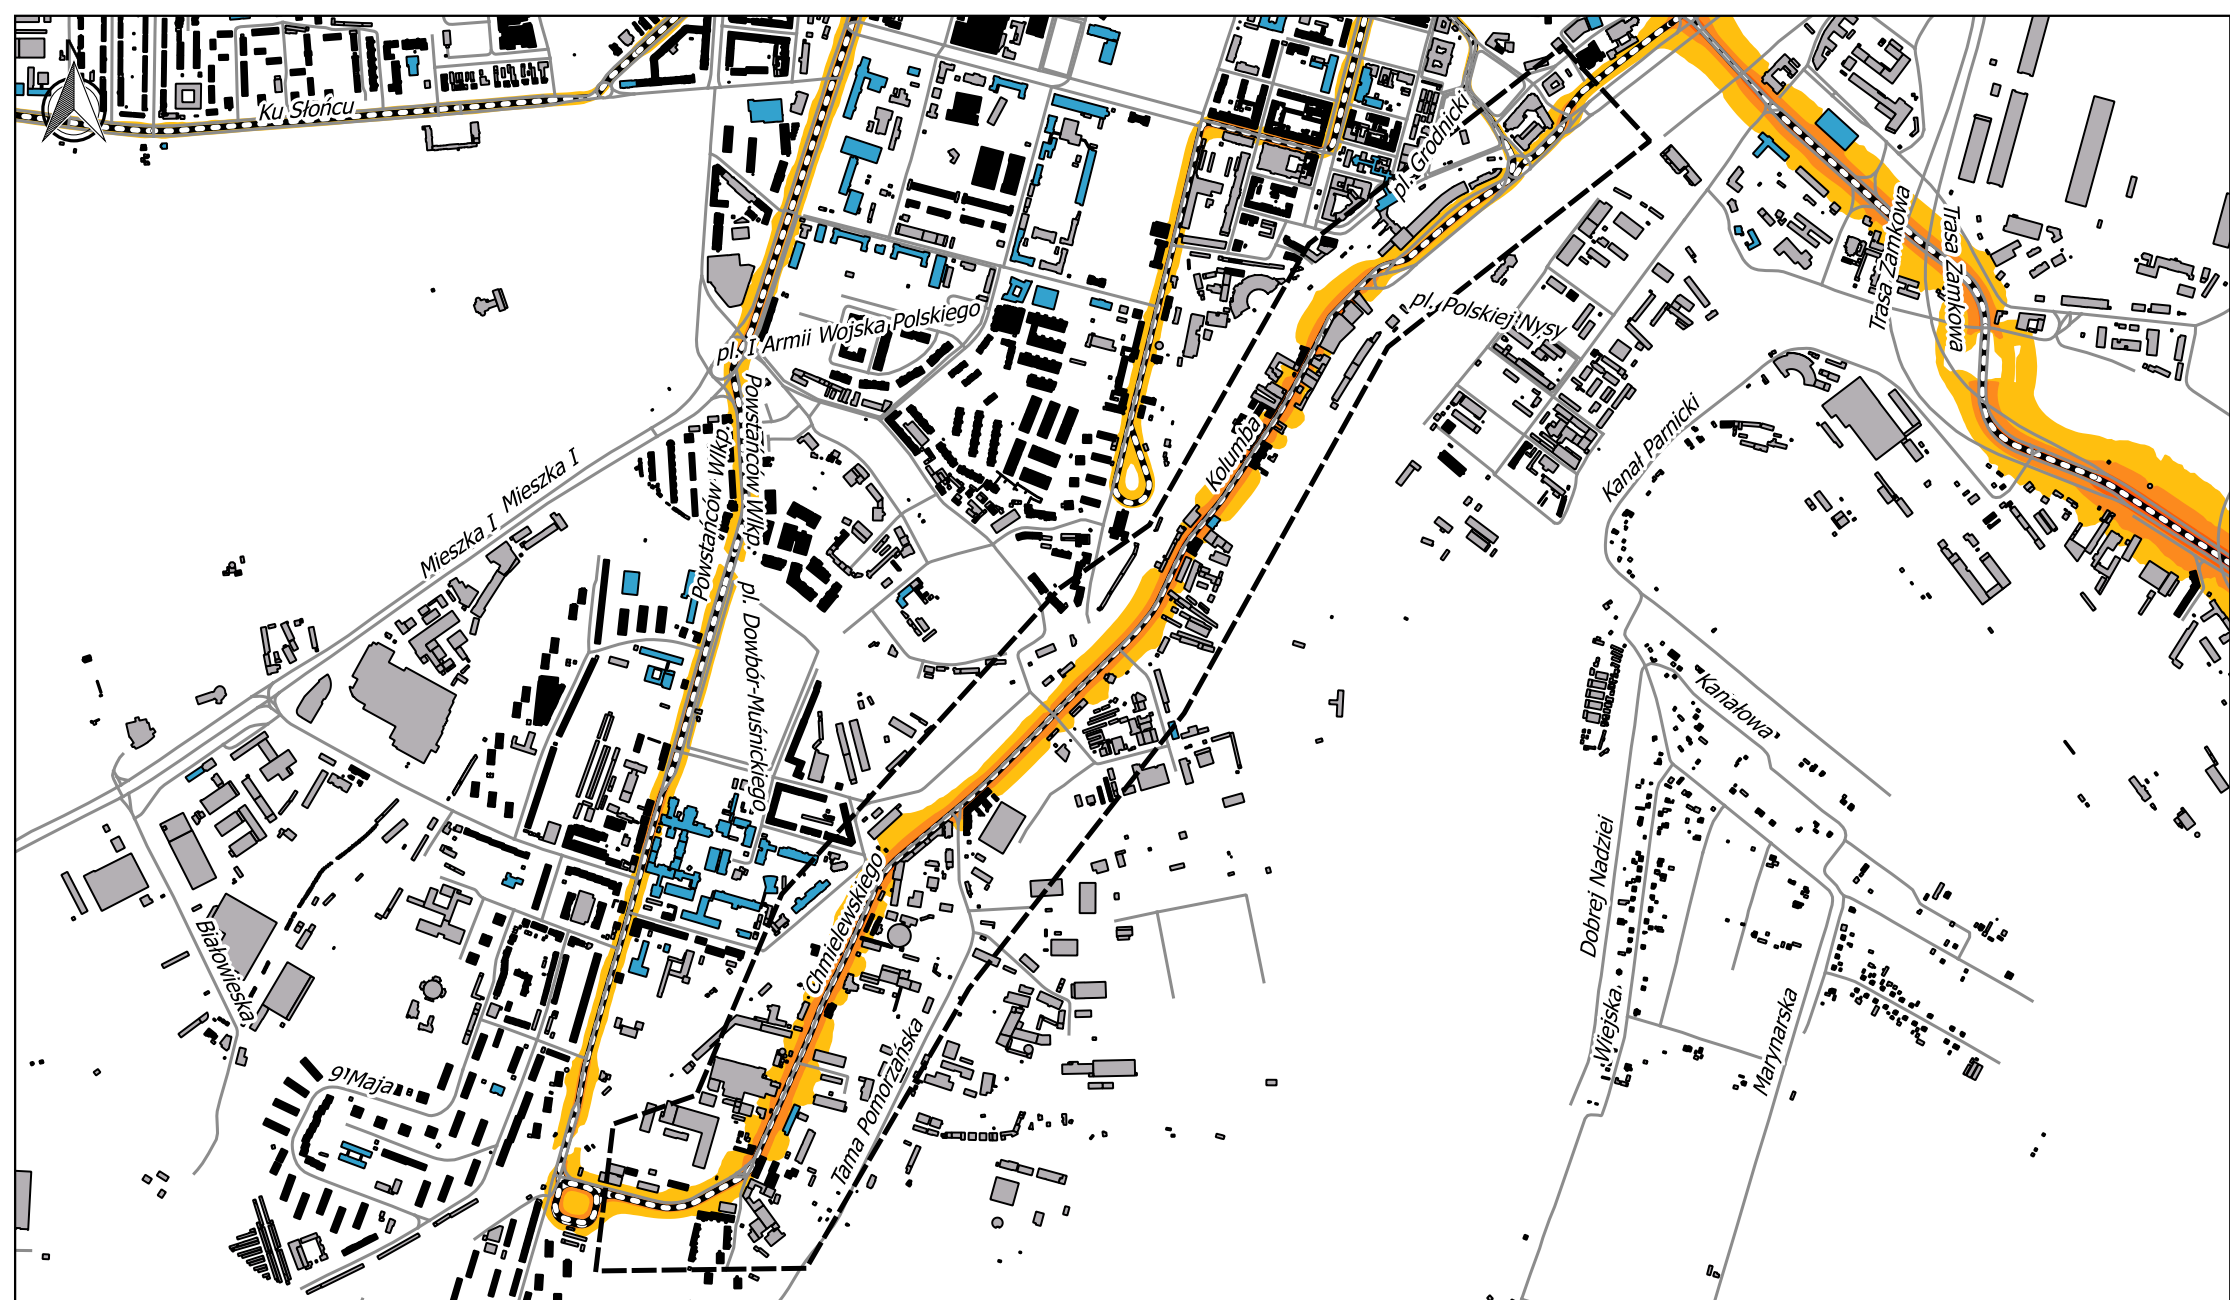 N
Ku Słońcu
pl. Grodnicki
Trasa Zamkowa
Trasa Zamkowa
pl. I Armii Wojska Polskiego
pl. Polskiej Nysy
Powstańców Wlkp.
Powstańców Wlkp.
Kolumba
Kanał Parnicki
Mieszka I
Mieszka I
pl. Dowbór-Muśnickiego
Kanałowa
Dobrej Nadziei
Chmielewskiego
Białowieska
Wiejska
Marynarska
Tama Pomorzańska
9 Maja